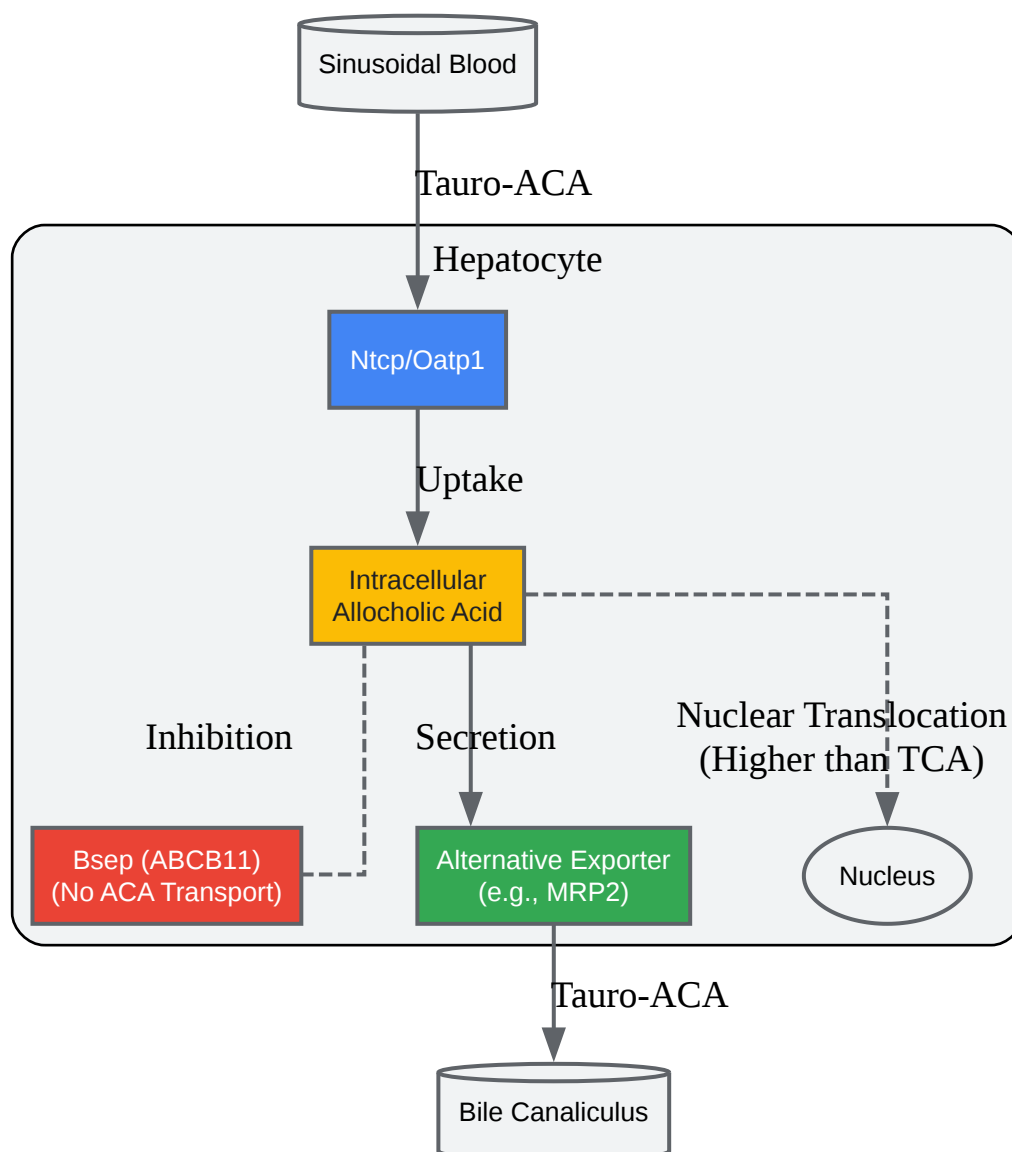 Sinusoidal Blood
Tauro-ACA
Hepatocyte
Ntcp/Oatp1
Uptake
Intracellular
Allocholic Acid
Inhibition
Secretion
Nuclear Translocation
(Higher than TCA)
Bsep (ABCB11)
(No ACA Transport)
Alternative Exporter
(e.g., MRP2)
Nucleus
Tauro-ACA
Bile Canaliculus